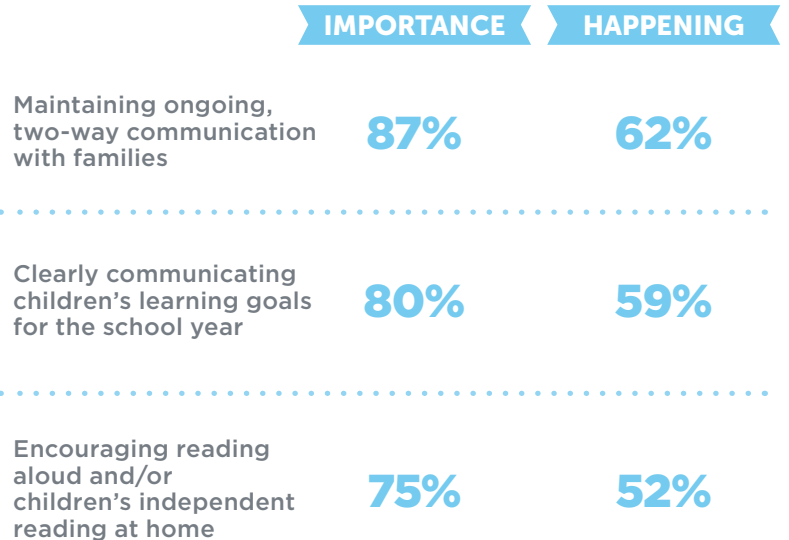 IMPORTANCE HAPPENING
Maintaining ongoing,
two-way communication
with families
87% 62%
Clearly communicating
children’s learning goals
for the school year
80% 59%
Encouraging reading
aloud and/or
children’s independent
reading at home
75% 52%